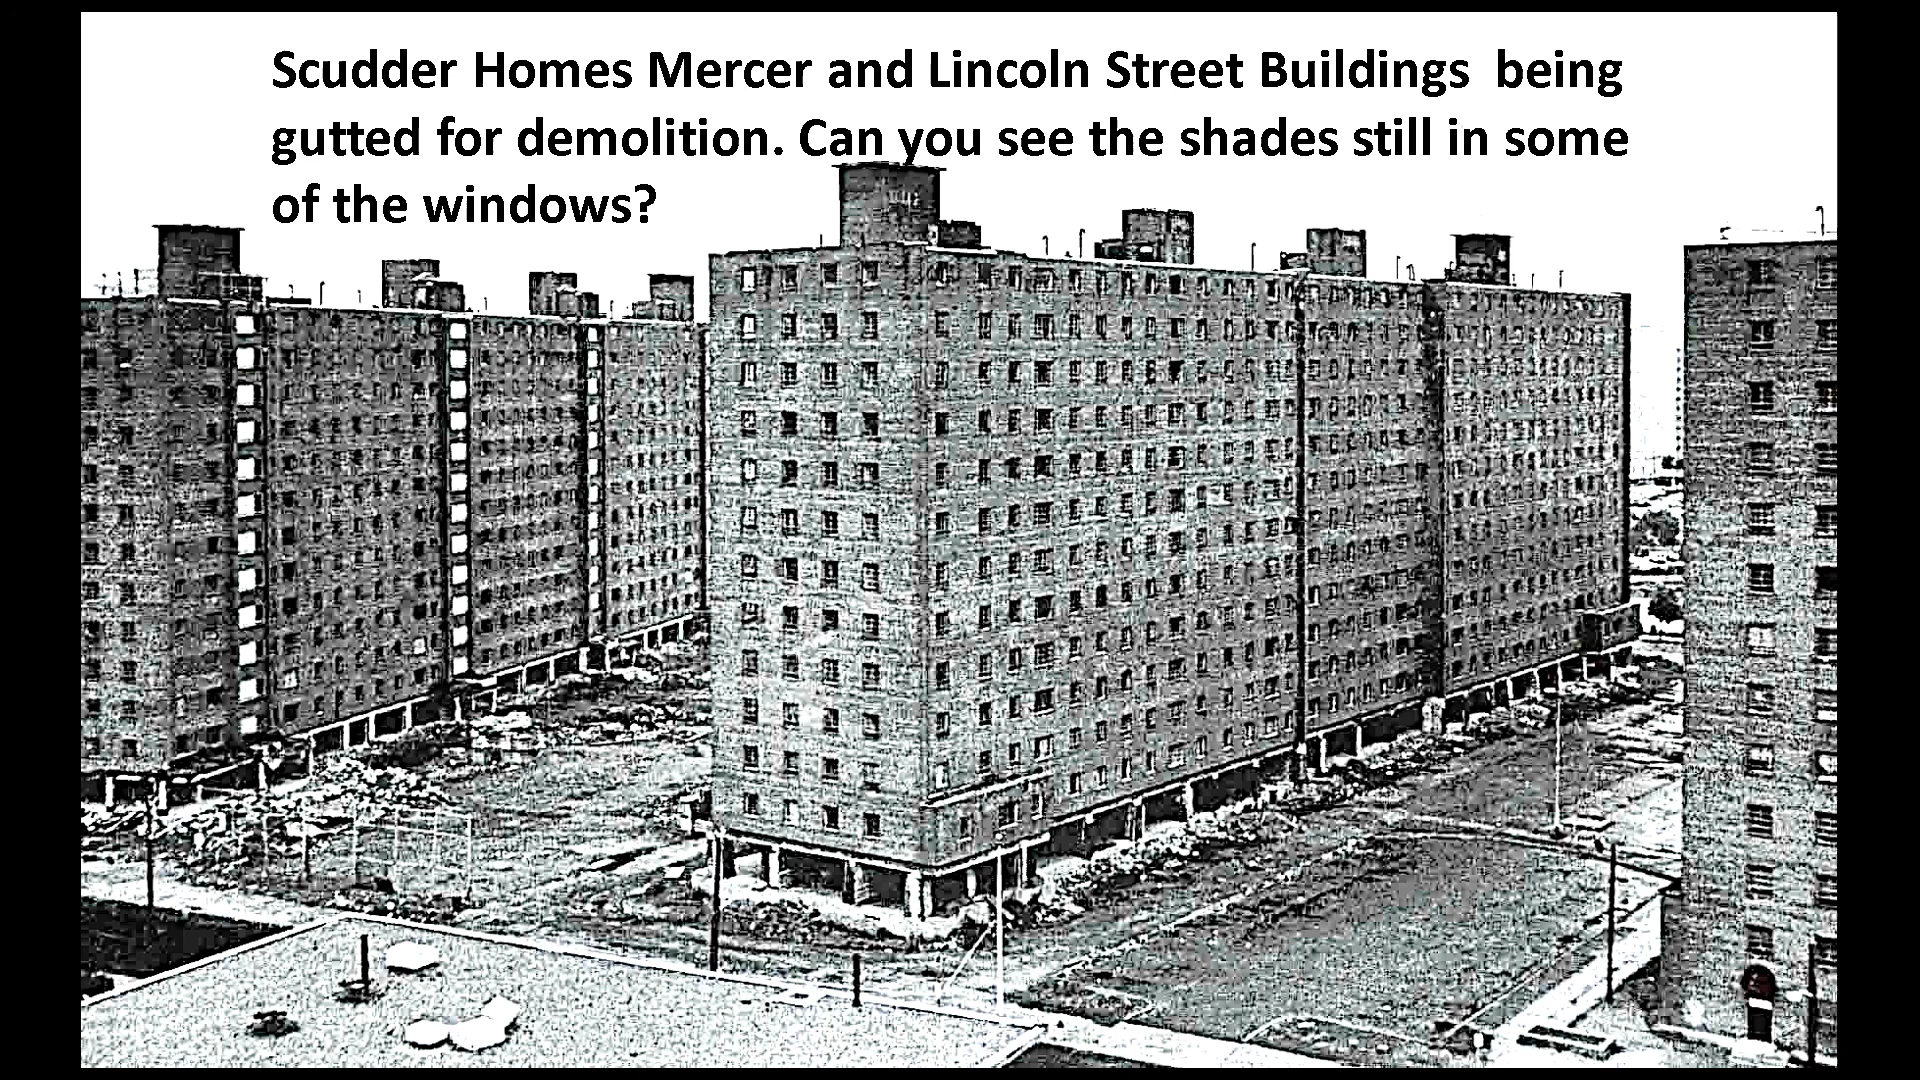 Scudder Homes Mercer and Lincoln Street Buildings  being
gutted for demolition. Can you see the shades still in some
of the windows?